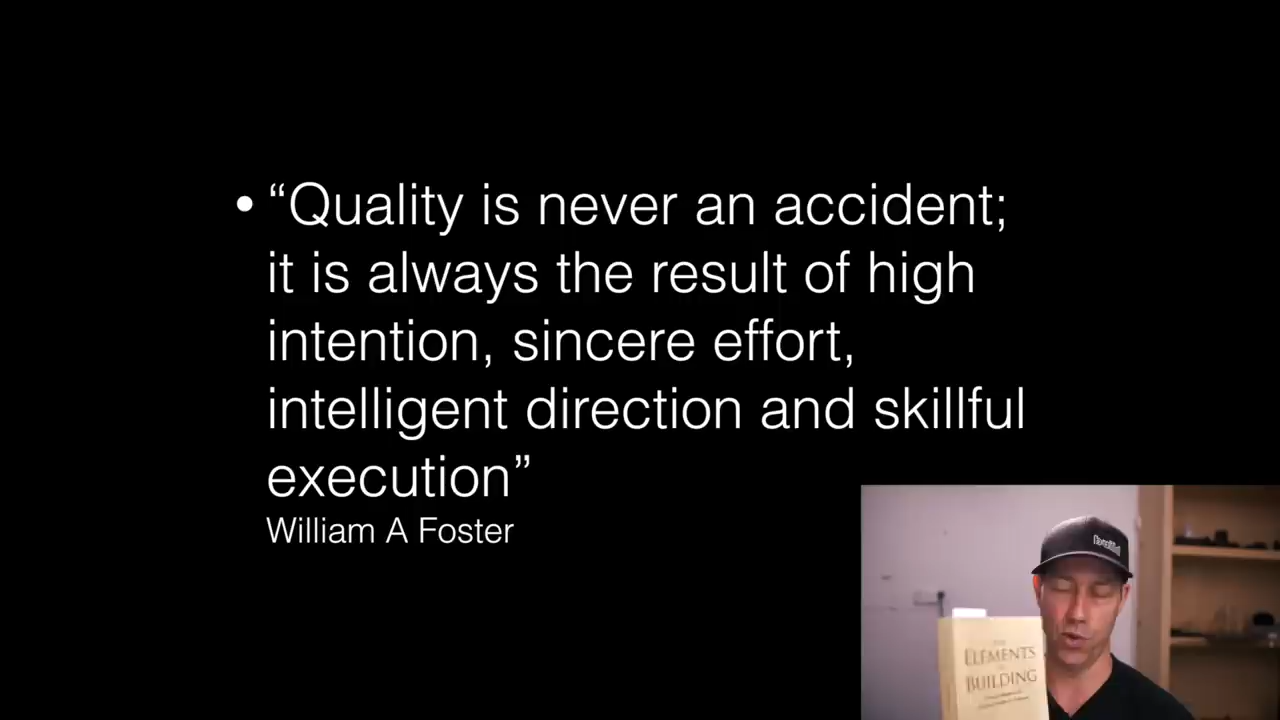 • “Quality is never an accident;
it is always the result of high
intention, sincere effort,
intelligent direction and skillful
execution”
William A Foster
ELEMENTS
BUILDING